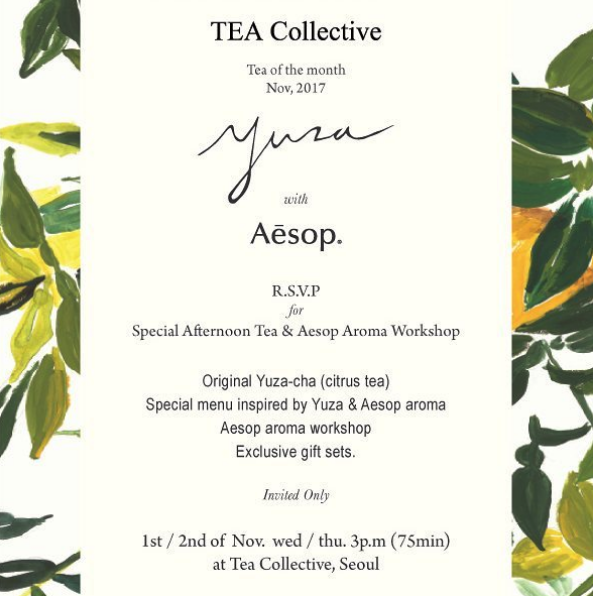 TEA Collective
Tea of the month
Nov, 2017
Yuza
with
Aēsop.
R.S.V.P
for
Special Afternoon Tea & Aesop Aroma Workshop
Original Yuza-cha (citrus tea)
Special menu inspired by Yuza & Aesop aroma
Aesop aroma workshop
Exclusive gift sets.
Invited Only
1st / 2nd of Nov. wed / thu. 3p.m (75min)
at Tea Collective, Seoul